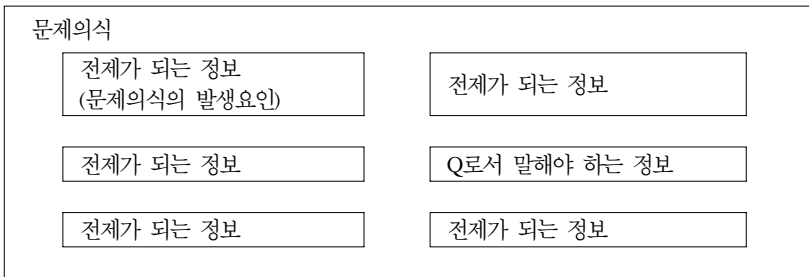 문제의식
전제가 되는 정보
(문제의식의 발생요인)
전제가 되는 정보
전제가 되는 정보
Q로서 말해야 하는 정보
전제가 되는 정보
전제가 되는 정보